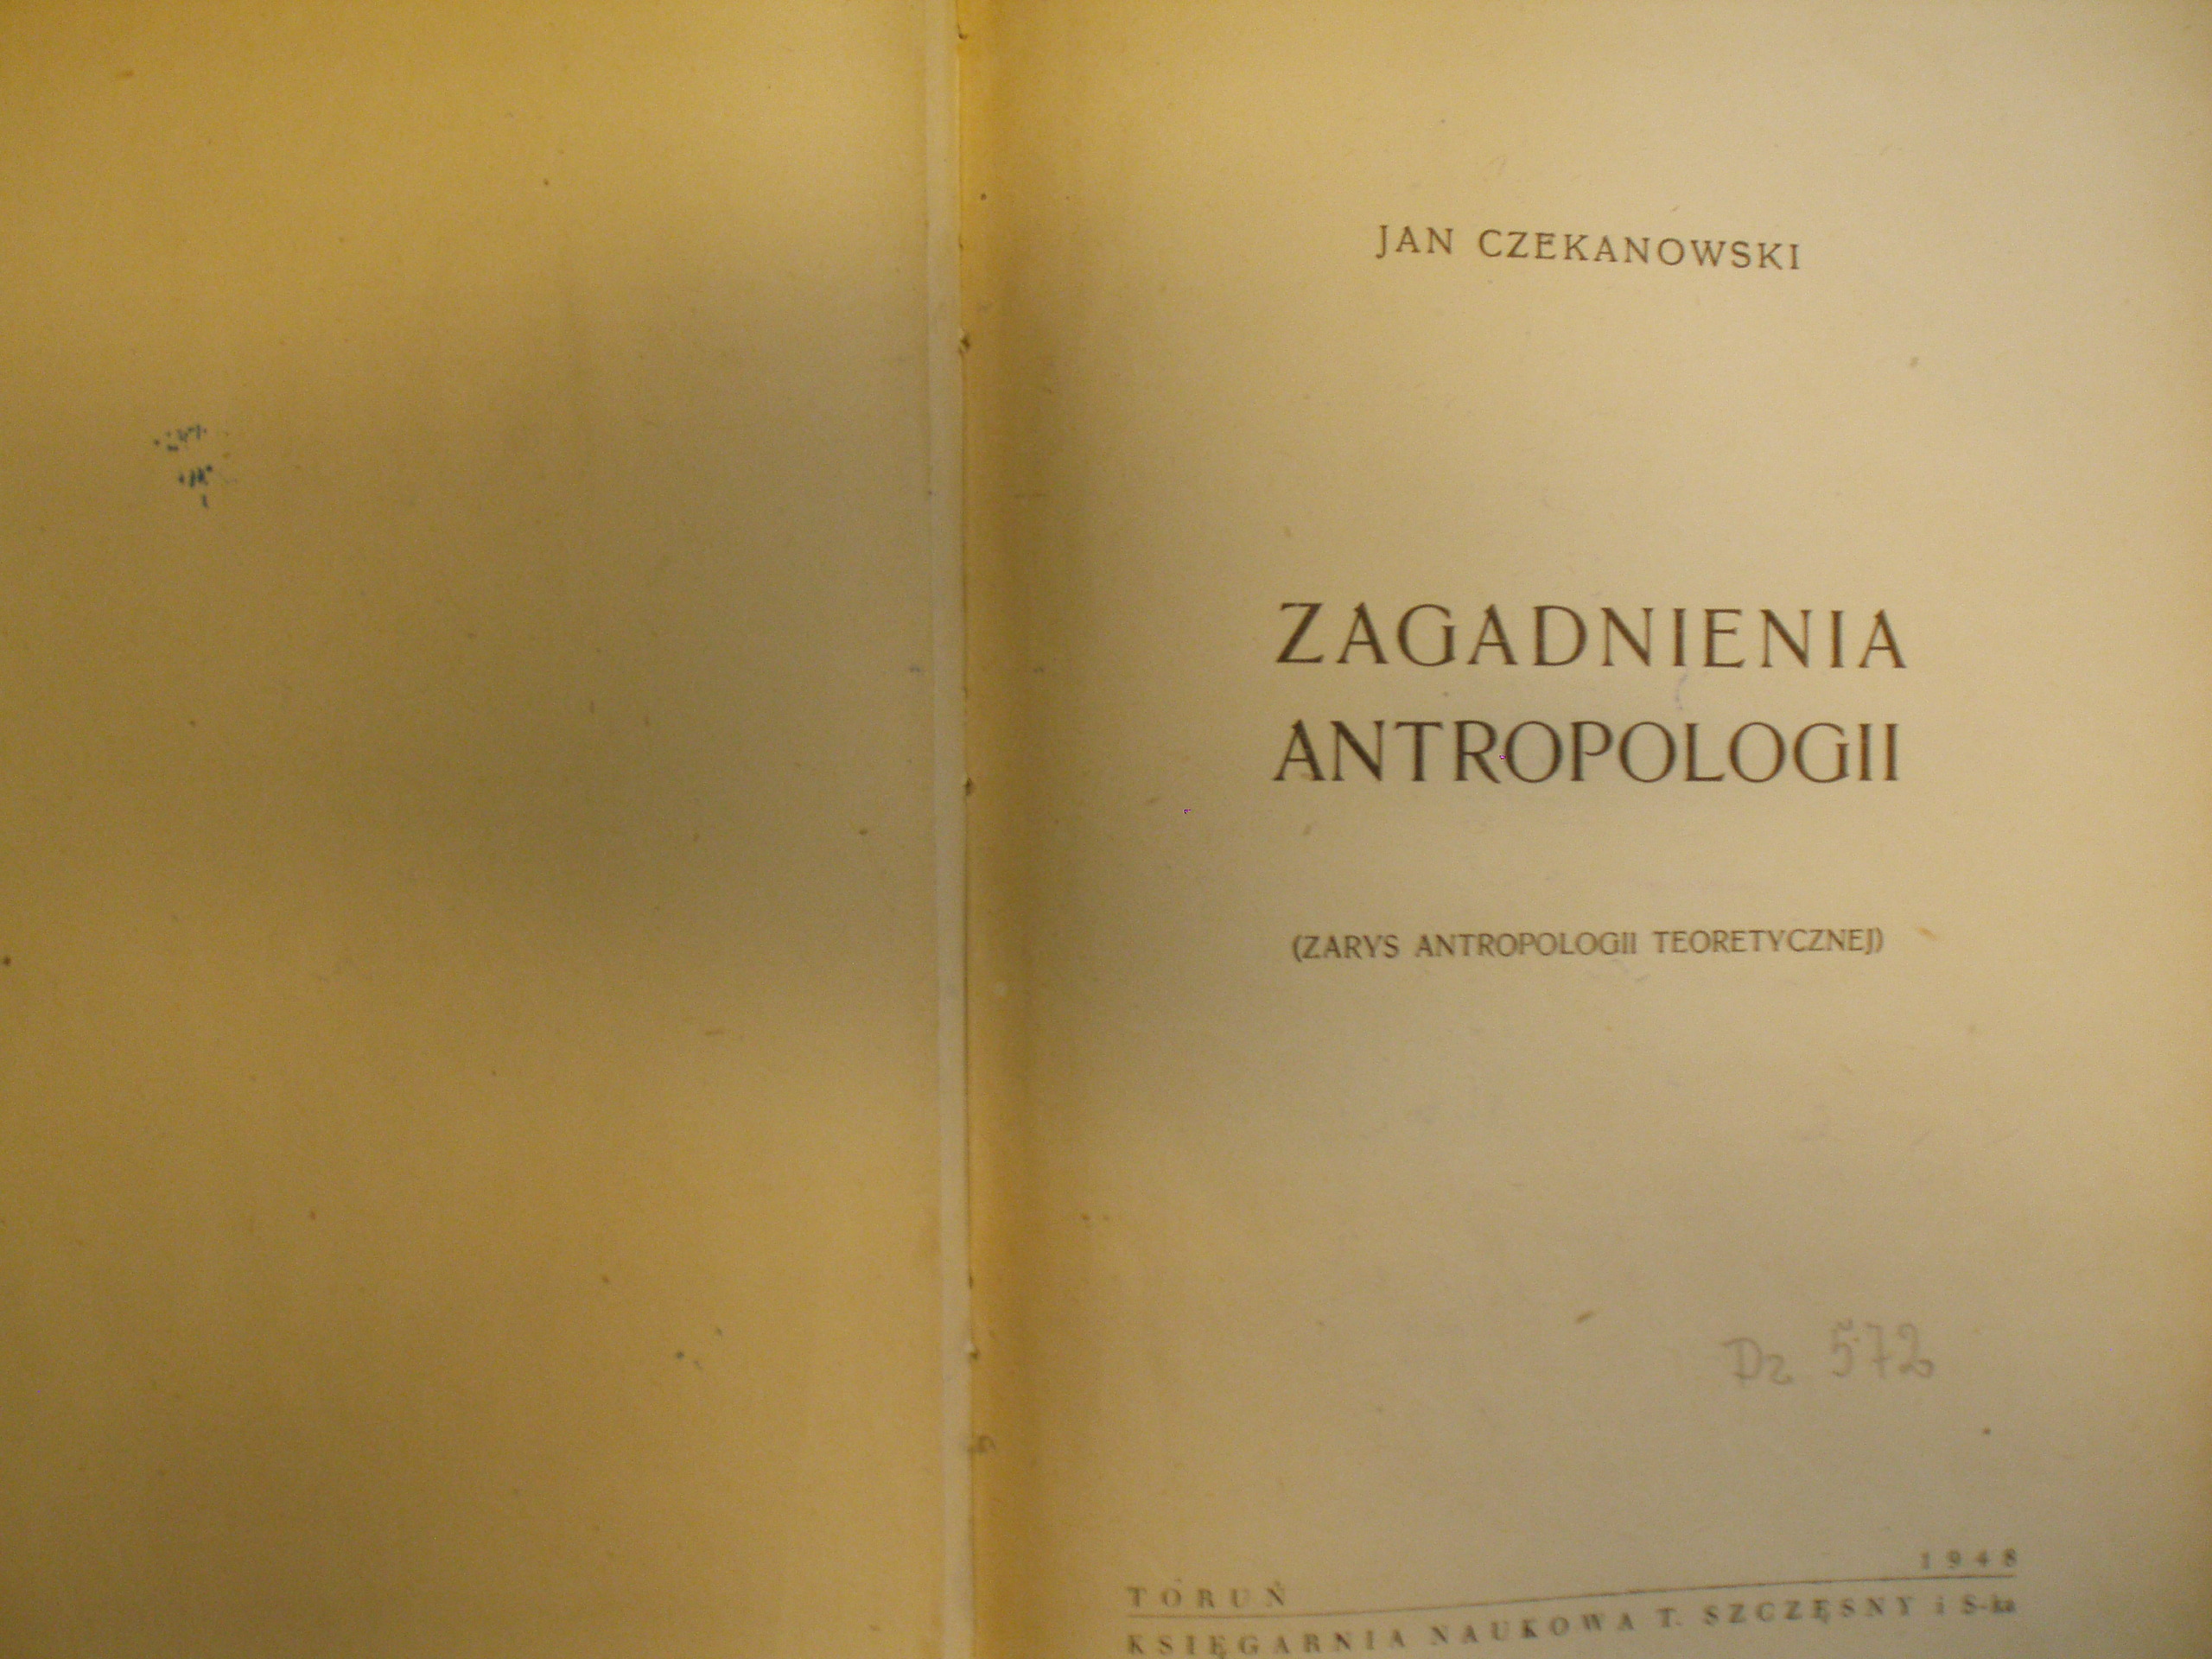 JAN CZEKANOWSKI
ZAGADNIENIA
ANTROPOLOGII
(ZARYS ANTROPOLOGII TEORETYCZNEJ)
Dz 572
TORUŃ 1948
KSIĘGARNIA NAUKOWA T. SZCZĘSNY i S-ka